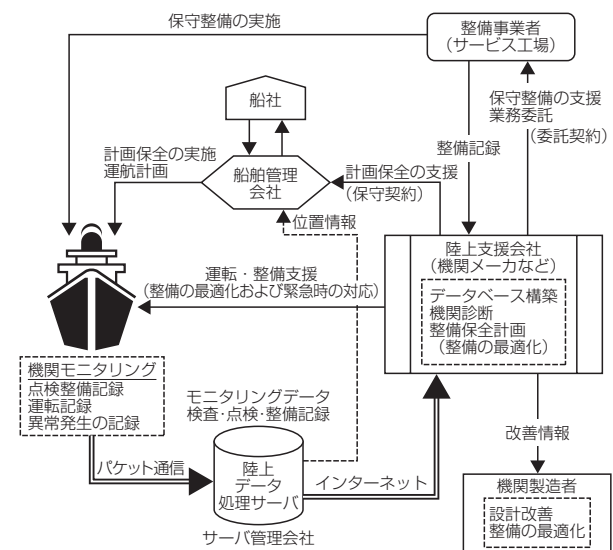 保守整備の実施
整備事業者
(サービス工場)
船社
保守整備の支援
業務委託
(委託契約)
整備記録
計画保全の実施
運航計画
船舶管理
会社
計画保全の支援
(保守契約)
位置情報
陸上支援会社
(機関メーカなど)
データベース構築
機関診断
整備保全計画
(整備の最適化)
運転・整備支援
(整備の最適化および緊急時の対応)
機関モニタリング
点検整備記録
運転記録
異常発生の記録
モニタリングデータ
検査・点検・整備記録
パケット通信
陸上
データ
処理サーバ
インターネット
サーバ管理会社
改善情報
機関製造者
設計改善
整備の最適化